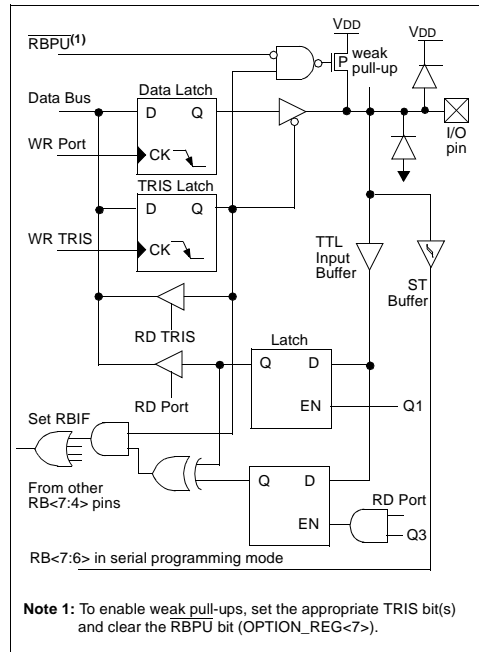 VDD
RBPU(1)
VDD
P weak
pull-up
Data Latch
Data Bus
D Q
WR Port
CK
I/O
pin
TRIS Latch
D Q
WR TRIS
CK
TTL
Input
Buffer
ST
Buffer
RD TRIS
Latch
Q D
RD Port
EN
Q1
Set RBIF
From other
RB<7:4> pins
Q D
RD Port
EN
Q3
RB<7:6> in serial programming mode
Note 1: To enable weak pull-ups, set the appropriate TRIS bit(s)
and clear the RBPU bit (OPTION_REG<7>).